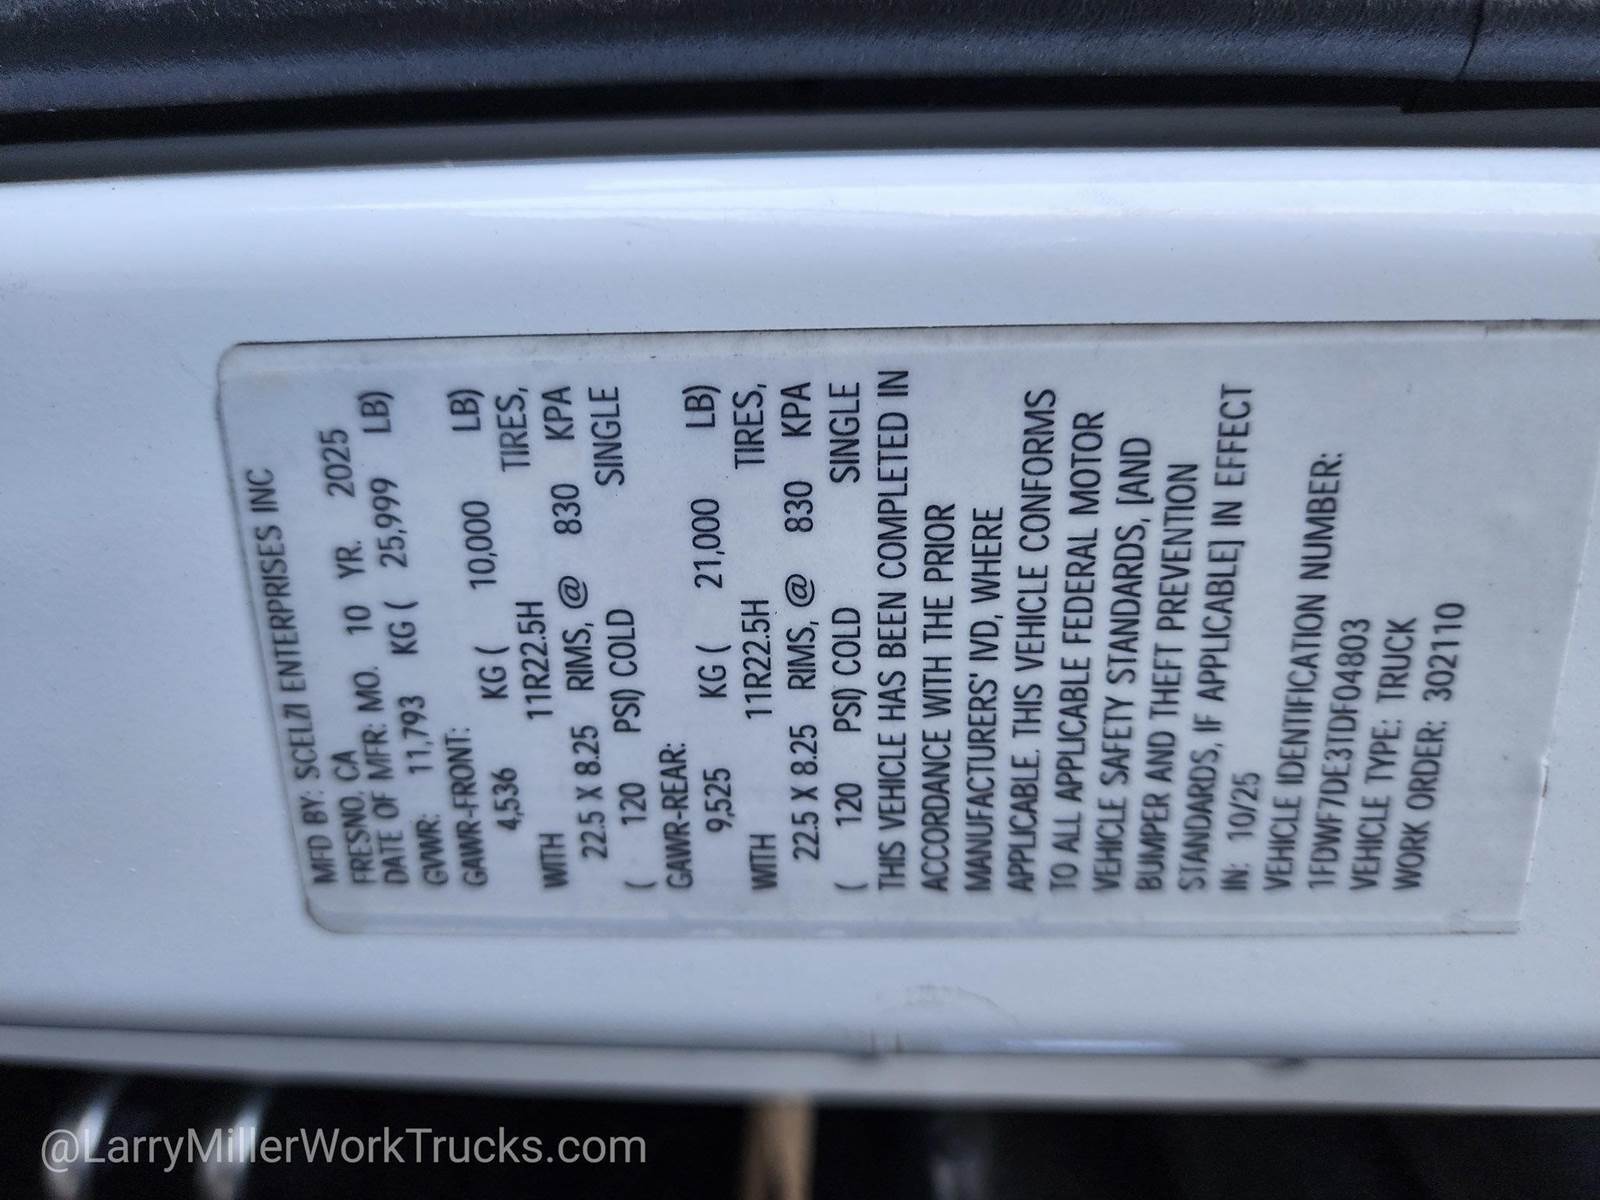 MFD BY: SCELZI ENTERPRISES INC
FRESNO, CA
DATE OF MFR: MO. 10 YR. 2025
GVWR: 11,793 KG ( 25,999 LB)
GAWR-FRONT:
4,536 KG ( 10,000 LB)
WITH 11R22.5H TIRES,
22.5 X 8.25 RIMS, @ 830 KPA
( 120 PSI) COLD SINGLE
GAWR-REAR:
9,525 KG ( 21,000 LB)
WITH 11R22.5H TIRES,
22.5 X 8.25 RIMS, @ 830 KPA
( 120 PSI) COLD SINGLE
THIS VEHICLE HAS BEEN COMPLETED IN
ACCORDANCE WITH THE PRIOR
MANUFACTURERS' IVD, WHERE
APPLICABLE. THIS VEHICLE CONFORMS
TO ALL APPLICABLE FEDERAL MOTOR
VEHICLE SAFETY STANDARDS, [AND
BUMPER AND THEFT PREVENTION
STANDARDS, IF APPLICABLE] IN EFFECT
IN: 10/25
VEHICLE IDENTIFICATION NUMBER:
1FDWF7DE3TDF04803
VEHICLE TYPE: TRUCK
WORK ORDER: 302110
@LarryMillerWorkTrucks.com